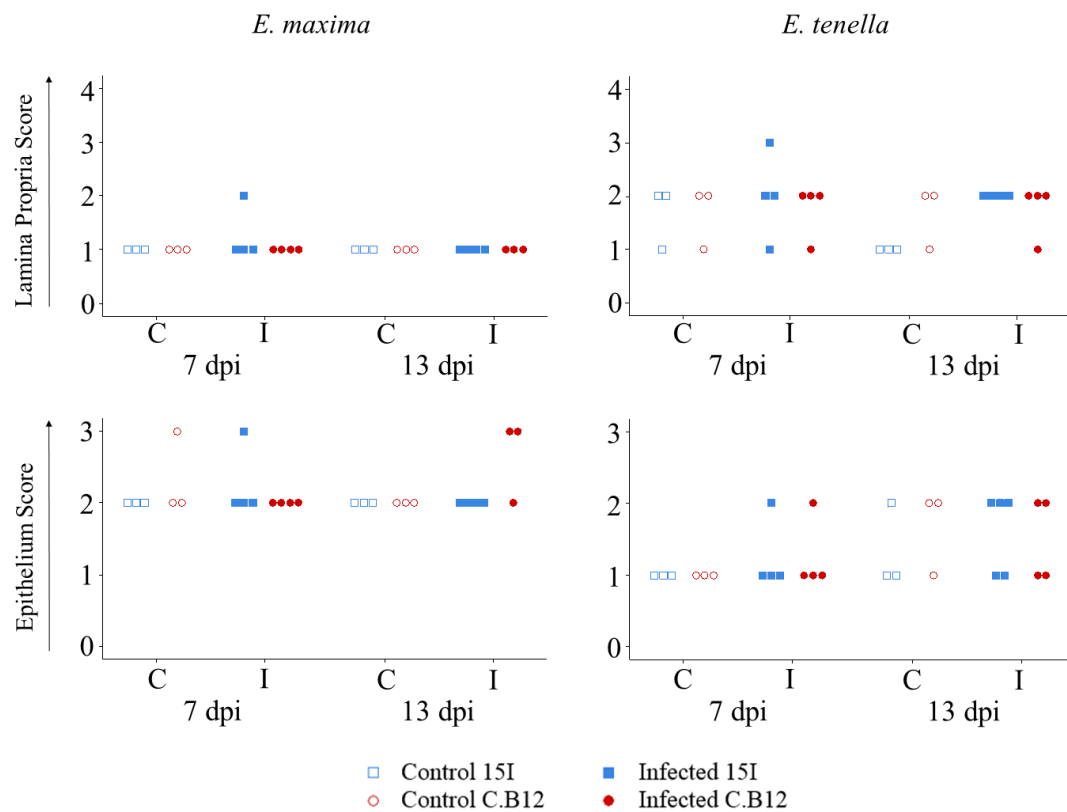 E. maxima
E. tenella
Lamina Propria Score
4
3
2
1
0
C I C I
7 dpi 13 dpi
4
3
2
1
0
C I C I
7 dpi 13 dpi
Epithelium Score
3
2
1
0
C I C I
7 dpi 13 dpi
3
2
1
0
C I C I
7 dpi 13 dpi
Control 15I
Infected 15I
Control C.B12
Infected C.B12